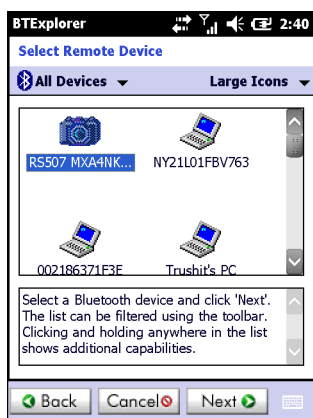 BTExplorer 2:40
Select Remote Device
All Devices Large Icons
RS507 MXA4NK... NY21L01FBV763
002186371F3E Trushit's PC
Select a Bluetooth device and click 'Next'.
The list can be filtered using the toolbar.
Clicking and holding anywhere in the list
shows additional capabilities.
Back Cancel Next